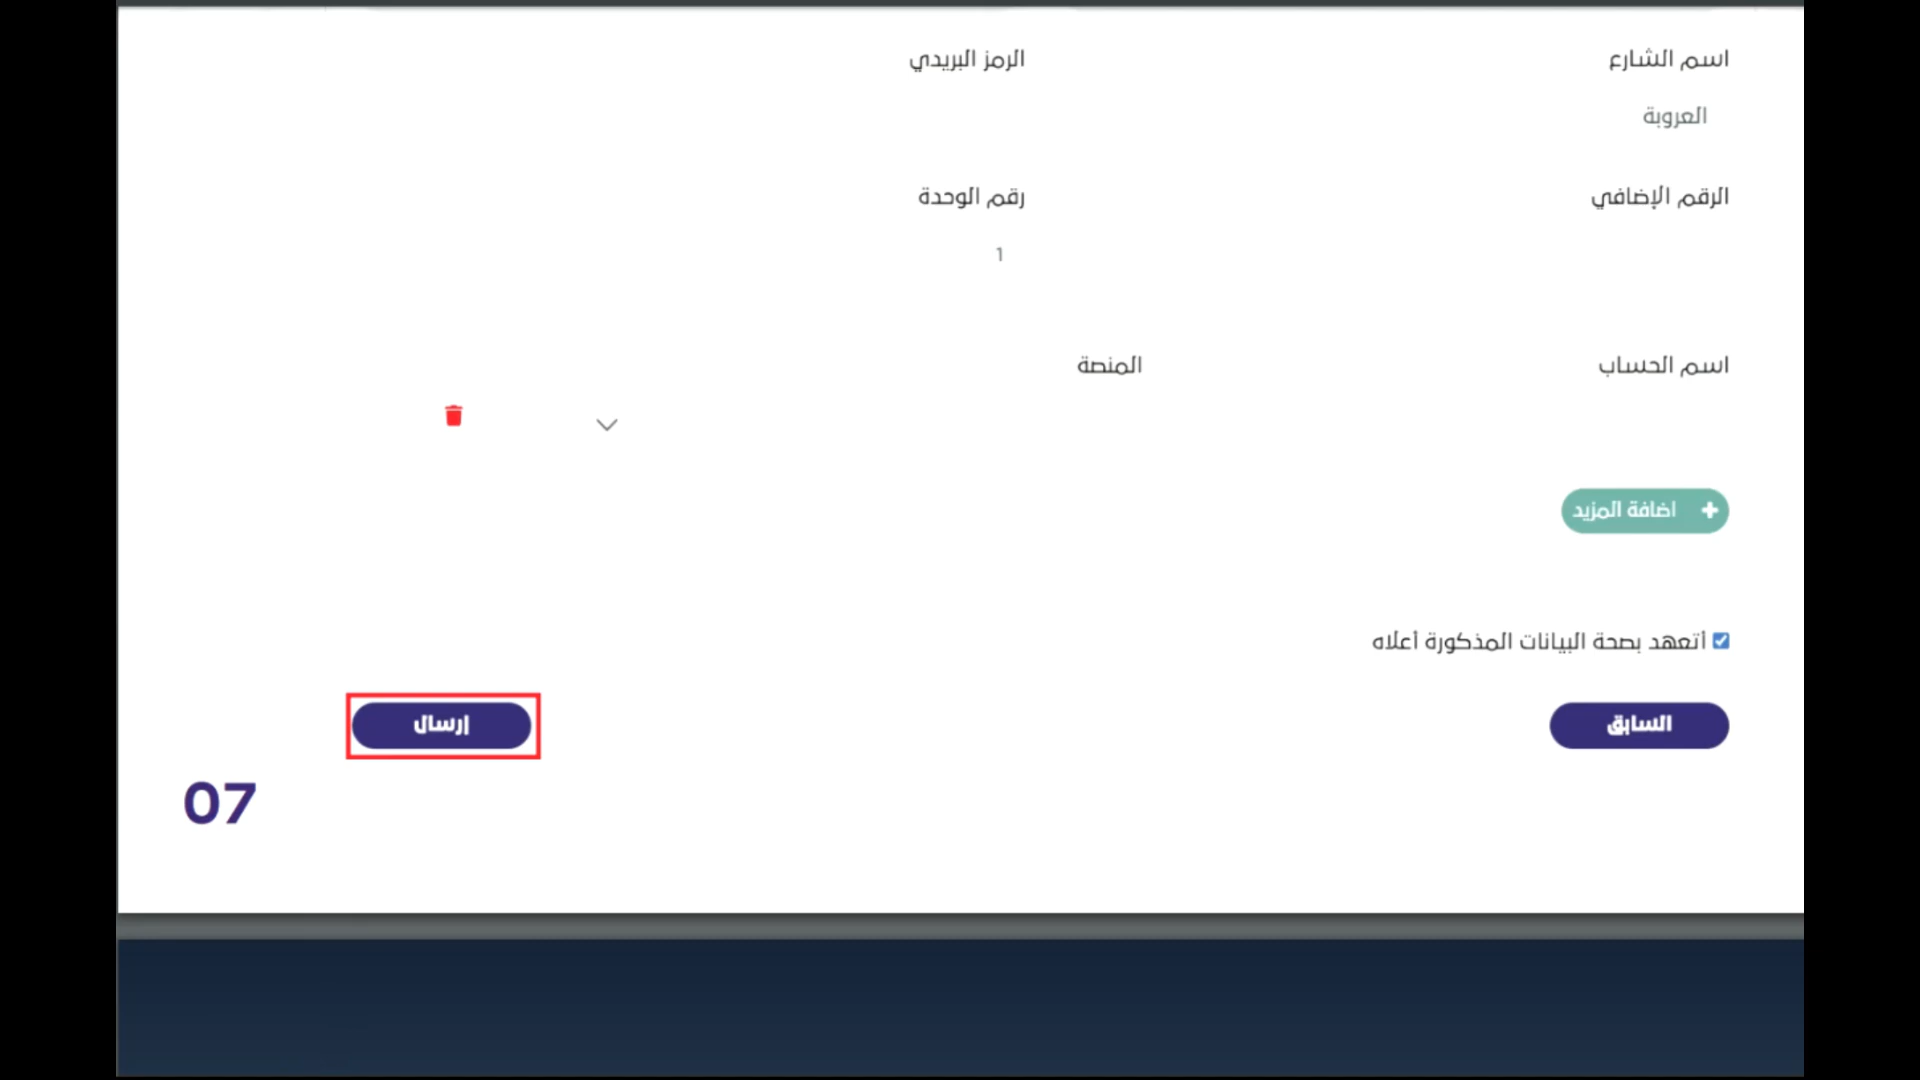 اسم الشارع
الرمز البريدي
العروبة
الرقم الإضافي
رقم الوحدة
1
اسم الحساب
المنصة
اضافة المزيد
أتعهد بصحة البيانات المذكورة أعلاه
السابق
إرسال
07